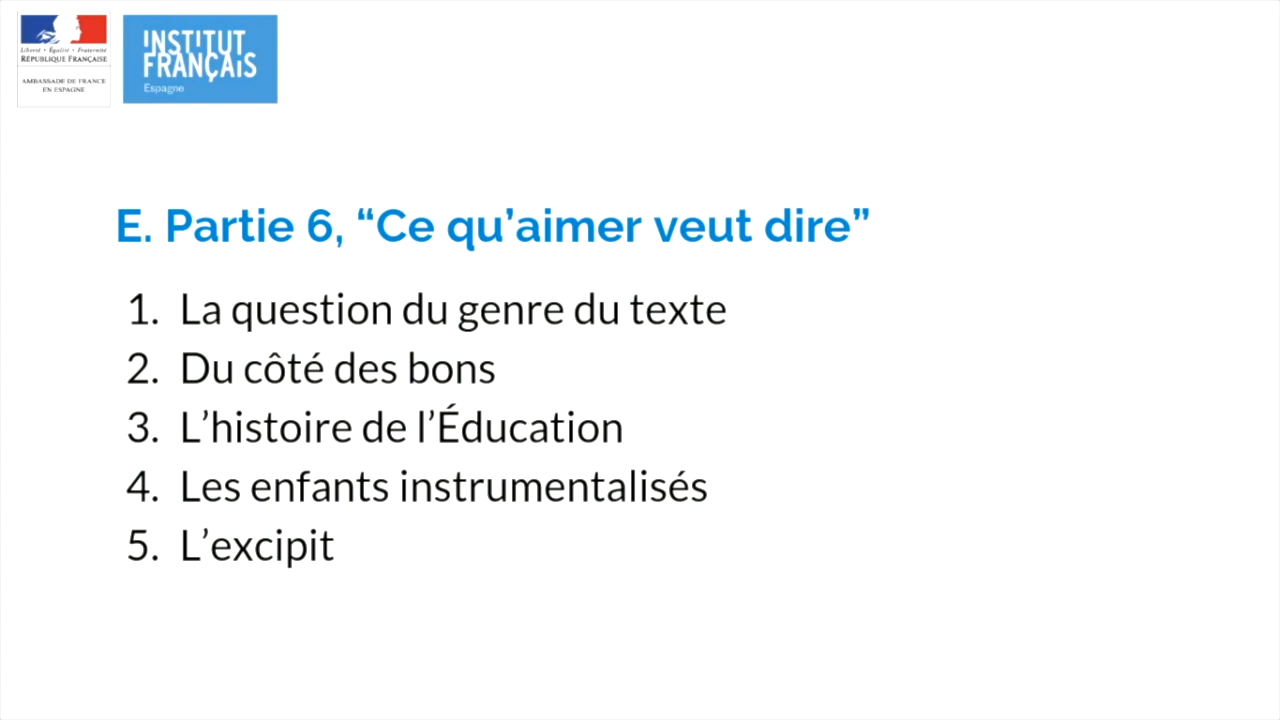 Liberté • Égalité • Fraternité
RÉPUBLIQUE FRANÇAISE
AMBASSADE DE FRANCE
EN ESPAGNE
INSTITUT
FRANÇAIS
Espagne
E. Partie 6, “Ce qu’aimer veut dire”
1. La question du genre du texte
2. Du côté des bons
3. L’histoire de l’Éducation
4. Les enfants instrumentalisés
5. L’excipit